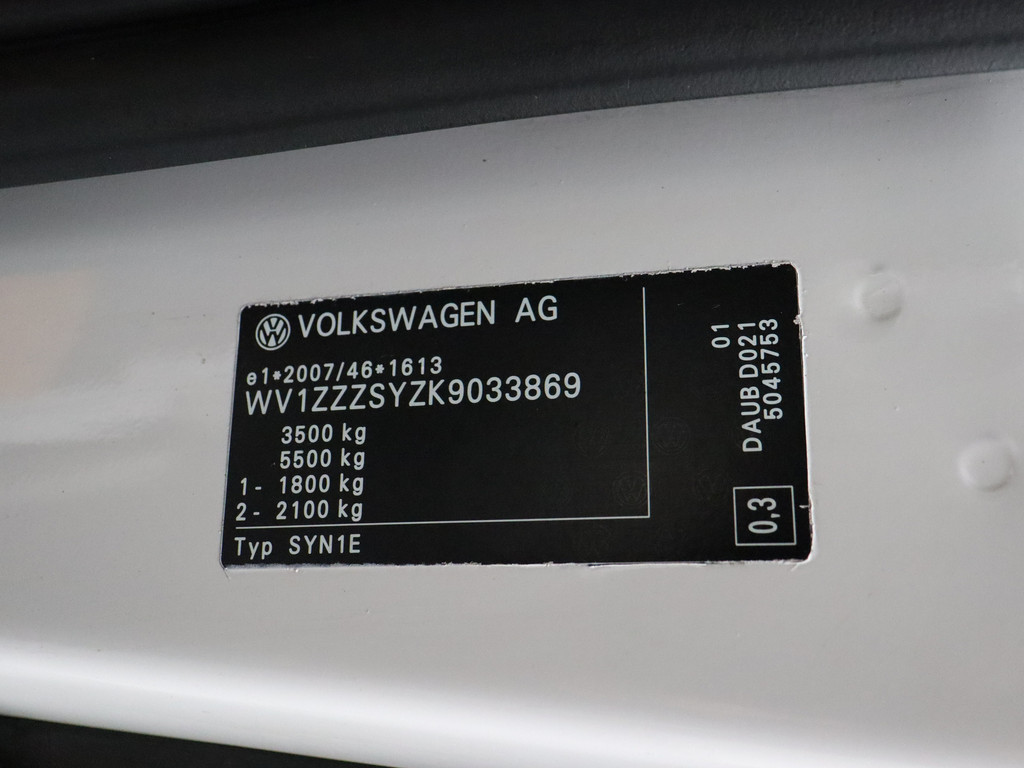 VOLKSWAGEN AG
e1*2007/46*1613
WV1ZZZSYZK9033869
3500 kg
5500 kg
1- 1800 kg
2- 2100 kg
Typ SYN1E
01
DAUB D021
5045753
0,3